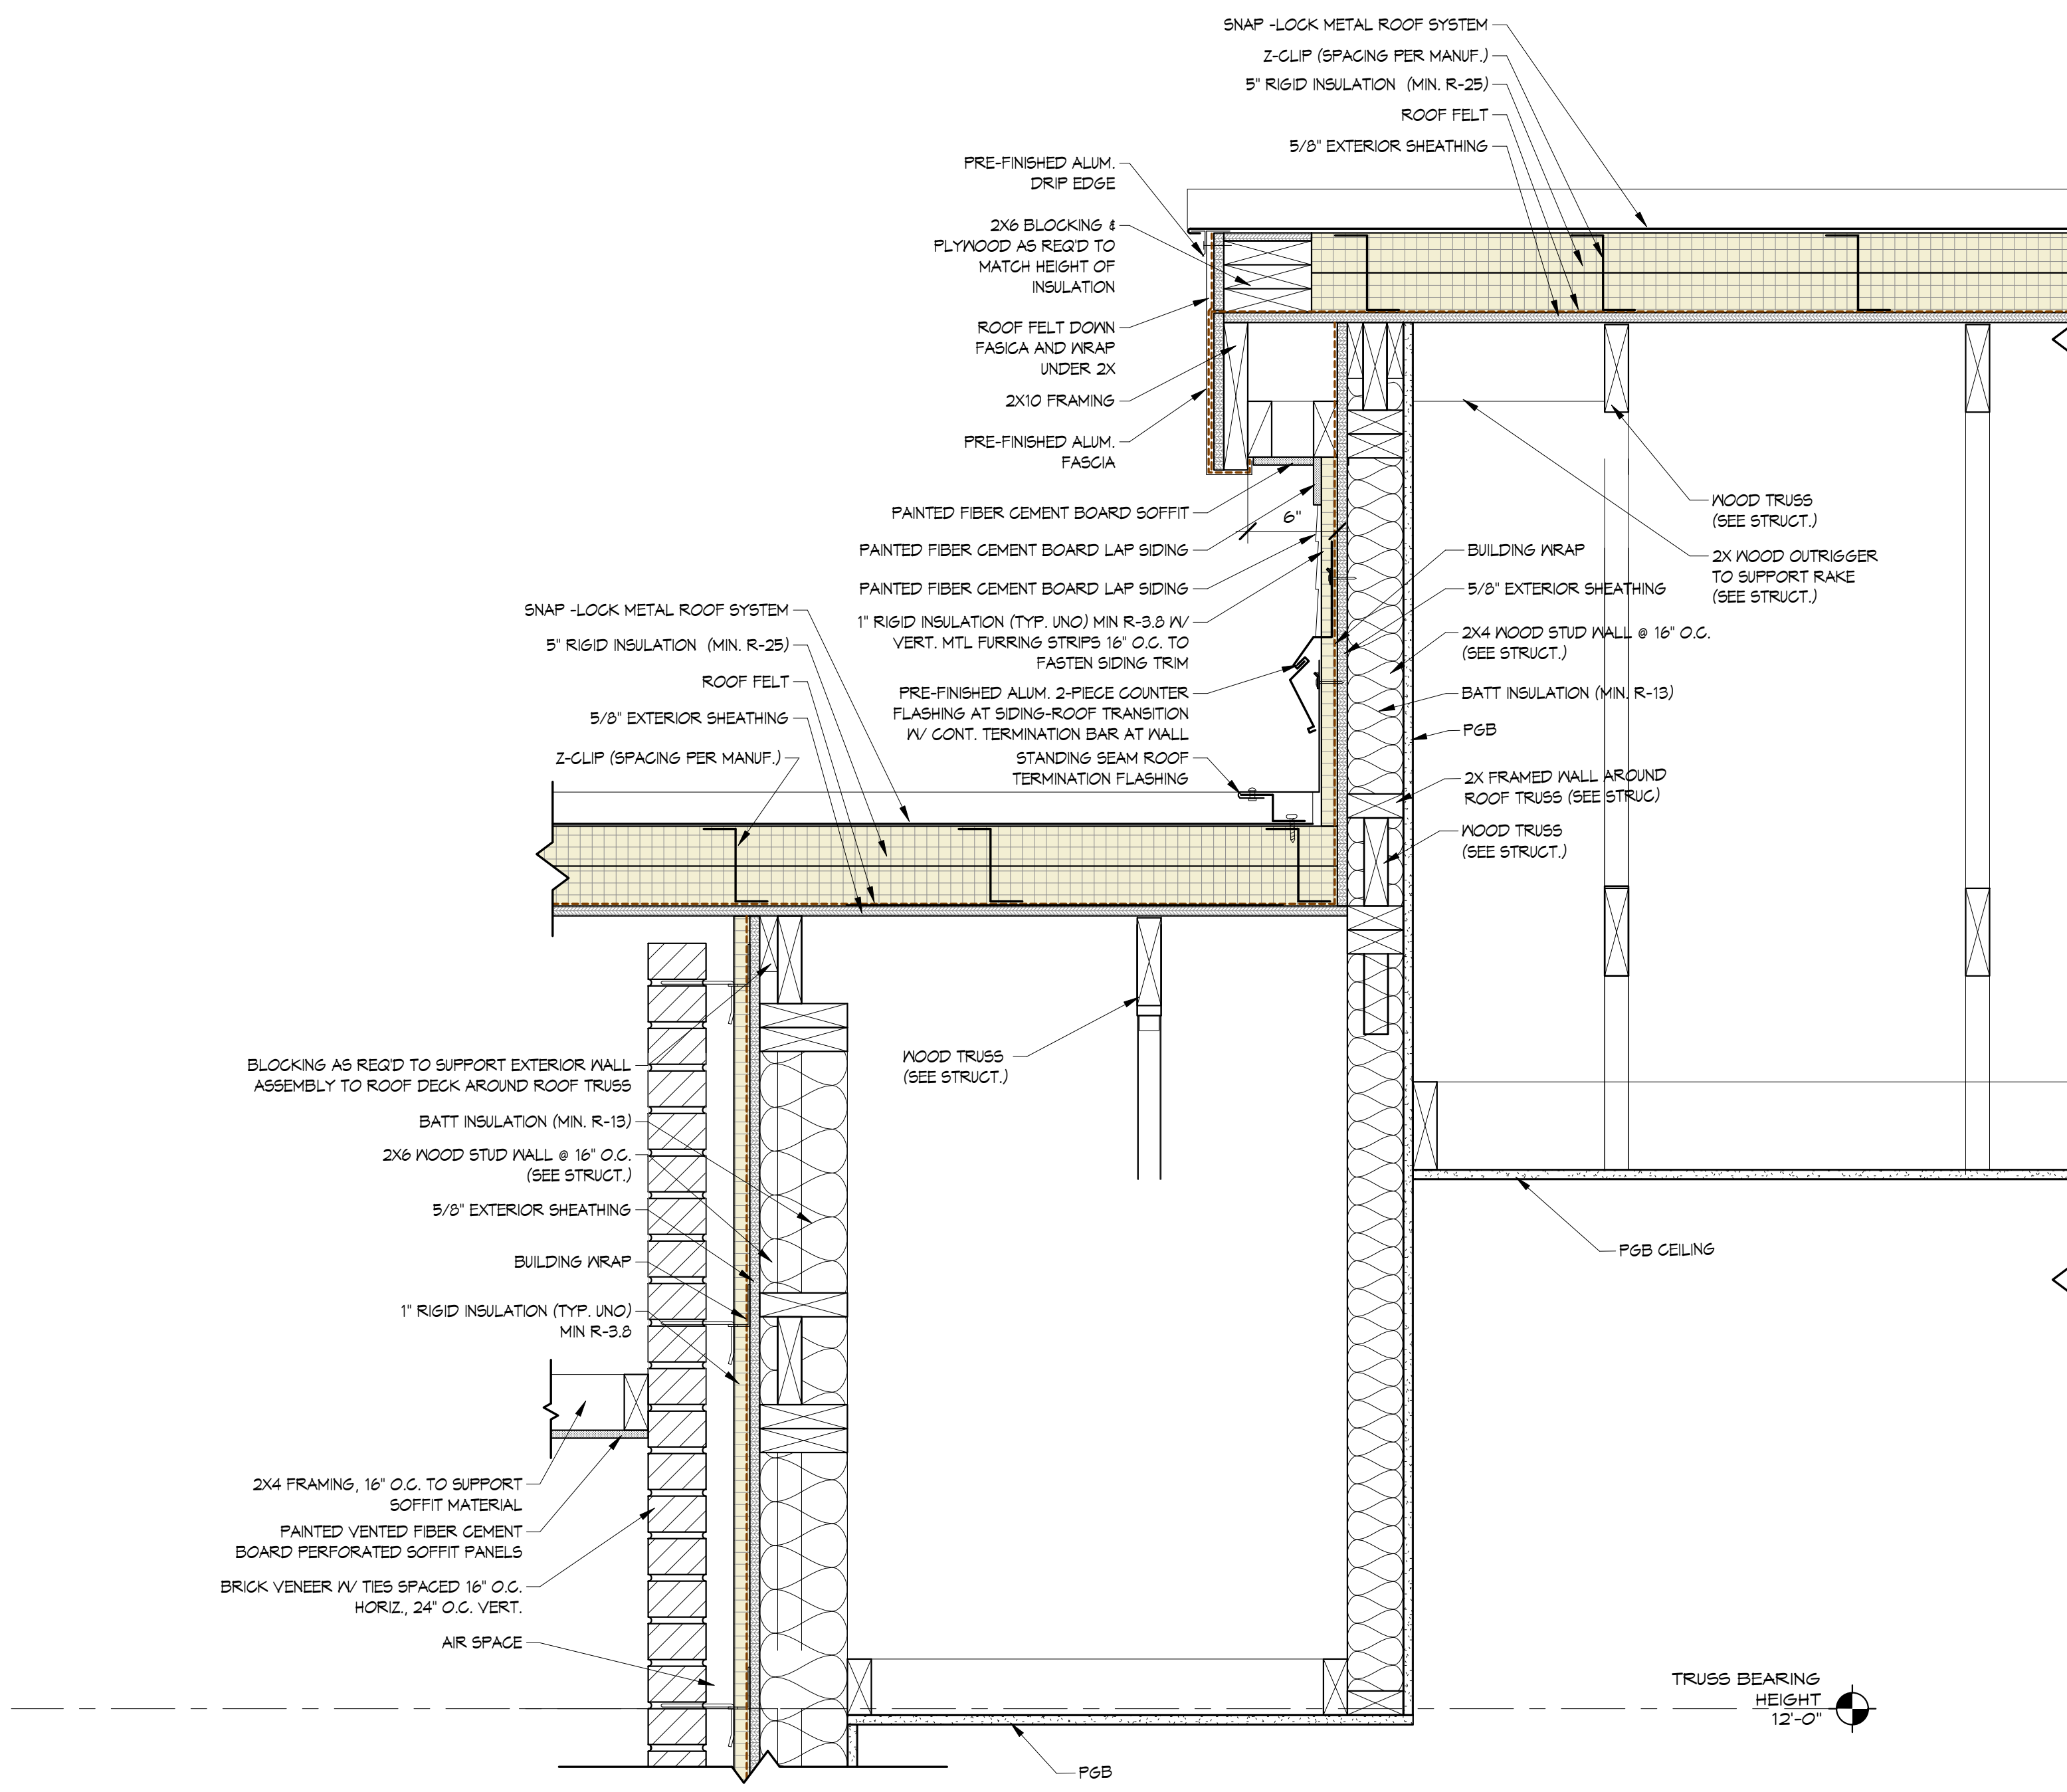 SNAP -LOCK METAL ROOF SYSTEM
Z-CLIP (SPACING PER MANUF.)
5" RIGID INSULATION (MIN. R-25)
ROOF FELT
5/8" EXTERIOR SHEATHING
PRE-FINISHED ALUM.
DRIP EDGE
2X6 BLOCKING &
PLYWOOD AS REQ'D TO
MATCH HEIGHT OF
INSULATION
ROOF FELT DOWN
FASICA AND WRAP
UNDER 2X
2X10 FRAMING
PRE-FINISHED ALUM.
FASCIA
PAINTED FIBER CEMENT BOARD SOFFIT
6"
PAINTED FIBER CEMENT BOARD LAP SIDING
PAINTED FIBER CEMENT BOARD LAP SIDING
1" RIGID INSULATION (TYP. UNO) MIN R-3.8 W/
VERT. MTL FURRING STRIPS 16" O.C. TO
FASTEN SIDING TRIM
PRE-FINISHED ALUM. 2-PIECE COUNTER
FLASHING AT SIDING-ROOF TRANSITION
W/ CONT. TERMINATION BAR AT WALL
STANDING SEAM ROOF
TERMINATION FLASHING
WOOD TRUSS
(SEE STRUCT.)
2X WOOD OUTRIGGER
TO SUPPORT RAKE
(SEE STRUCT.)
BUILDING WRAP
5/8" EXTERIOR SHEATHING
2X4 WOOD STUD WALL @ 16" O.C.
(SEE STRUCT.)
BATT INSULATION (MIN. R-13)
PGB
2X FRAMED WALL AROUND
ROOF TRUSS (SEE STRUC)
WOOD TRUSS
(SEE STRUCT.)
SNAP -LOCK METAL ROOF SYSTEM
5" RIGID INSULATION (MIN. R-25)
ROOF FELT
5/8" EXTERIOR SHEATHING
Z-CLIP (SPACING PER MANUF.)
WOOD TRUSS
(SEE STRUCT.)
BLOCKING AS REQ'D TO SUPPORT EXTERIOR WALL
ASSEMBLY TO ROOF DECK AROUND ROOF TRUSS
BATT INSULATION (MIN. R-13)
2X6 WOOD STUD WALL @ 16" O.C.
(SEE STRUCT.)
5/8" EXTERIOR SHEATHING
BUILDING WRAP
1" RIGID INSULATION (TYP. UNO)
MIN R-3.8
PGB CEILING
2X4 FRAMING, 16" O.C. TO SUPPORT
SOFFIT MATERIAL
PAINTED VENTED FIBER CEMENT
BOARD PERFORATED SOFFIT PANELS
BRICK VENEER W/ TIES SPACED 16" O.C.
HORIZ., 24" O.C. VERT.
AIR SPACE
TRUSS BEARING
HEIGHT
12'-0"
PGB